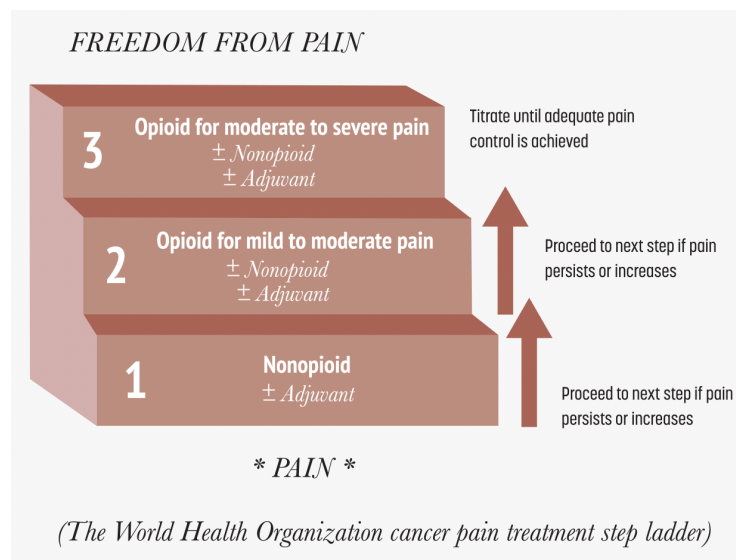 FREEDOM FROM PAIN
3
Opioid for moderate to severe pain
± Nonopioid
± Adjuvant
Titrate until adequate pain
control is achieved
2
Opioid for mild to moderate pain
± Nonopioid
± Adjuvant
Proceed to next step if pain
persists or increases
1
Nonopioid
± Adjuvant
Proceed to next step if pain
persists or increases
* PAIN *
(The World Health Organization cancer pain treatment step ladder)